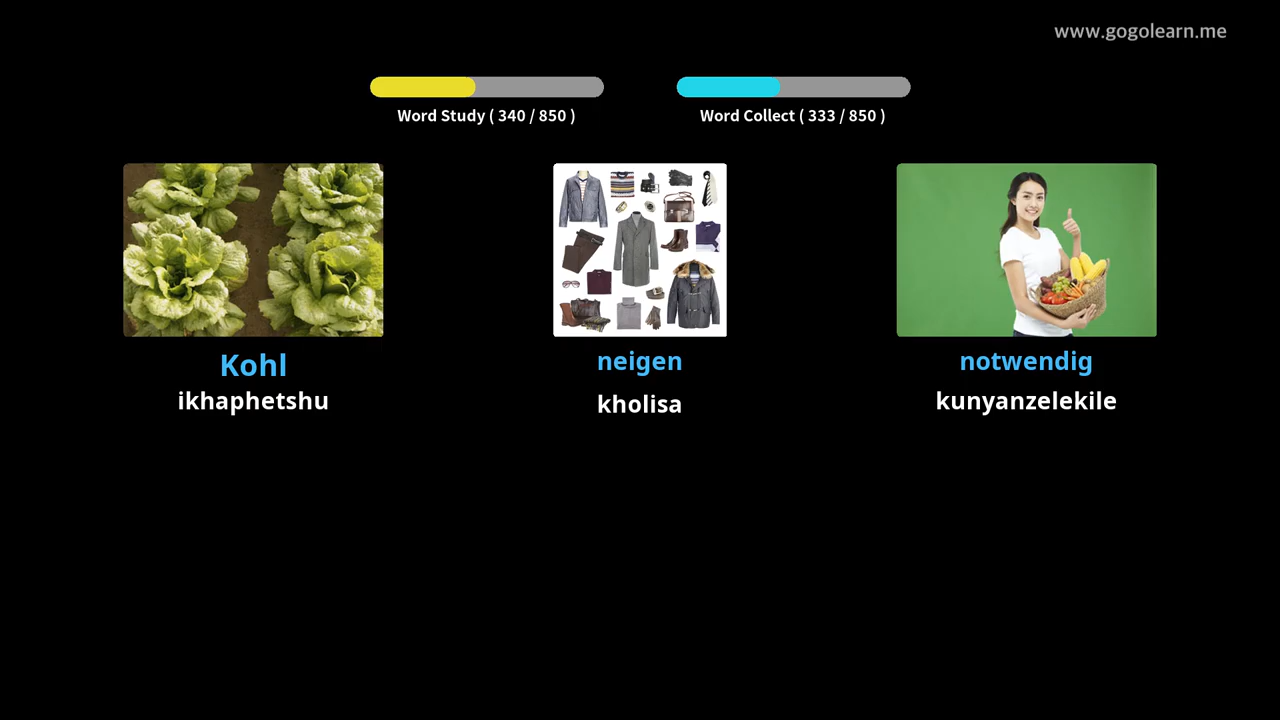 www.gogolearn.me
Word Study ( 340 / 850 )
Word Collect ( 333 / 850 )
Kohl
ikhaphetshu
neigen
kholisa
notwendig
kunyanzelekile